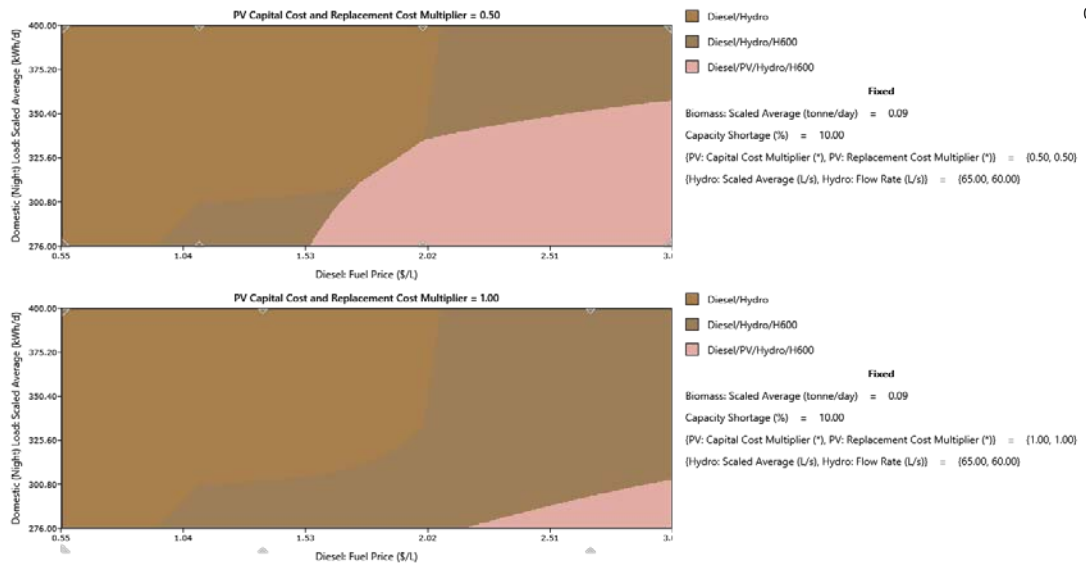 PV Capital Cost and Replacement Cost Multiplier = 0.50
Domestic (Night) Load: Scaled Average (kWh/d)
400.00
375.20
350.40
325.60
300.80
276.00
0.55 1.04 1.53 2.02 2.51 3.0
Diesel: Fuel Price ($/L)
Diesel/Hydro
Diesel/Hydro/H600
Diesel/PV/Hydro/H600
Fixed
Biomass: Scaled Average (tonne/day) = 0.09
Capacity Shortage (%) = 10.00
{PV: Capital Cost Multiplier (*), PV: Replacement Cost Multiplier (*)} = {0.50, 0.50}
{Hydro: Scaled Average (L/s), Hydro: Flow Rate (L/s)} = {65.00, 60.00}
PV Capital Cost and Replacement Cost Multiplier = 1.00
Domestic (Night) Load: Scaled Average (kWh/d)
400.00
375.20
350.40
325.60
300.80
276.00
0.55 1.04 1.53 2.02 2.51 3.0
Diesel: Fuel Price ($/L)
Diesel/Hydro
Diesel/Hydro/H600
Diesel/PV/Hydro/H600
Fixed
Biomass: Scaled Average (tonne/day) = 0.09
Capacity Shortage (%) = 10.00
{PV: Capital Cost Multiplier (*), PV: Replacement Cost Multiplier (*)} = {1.00, 1.00}
{Hydro: Scaled Average (L/s), Hydro: Flow Rate (L/s)} = {65.00, 60.00}